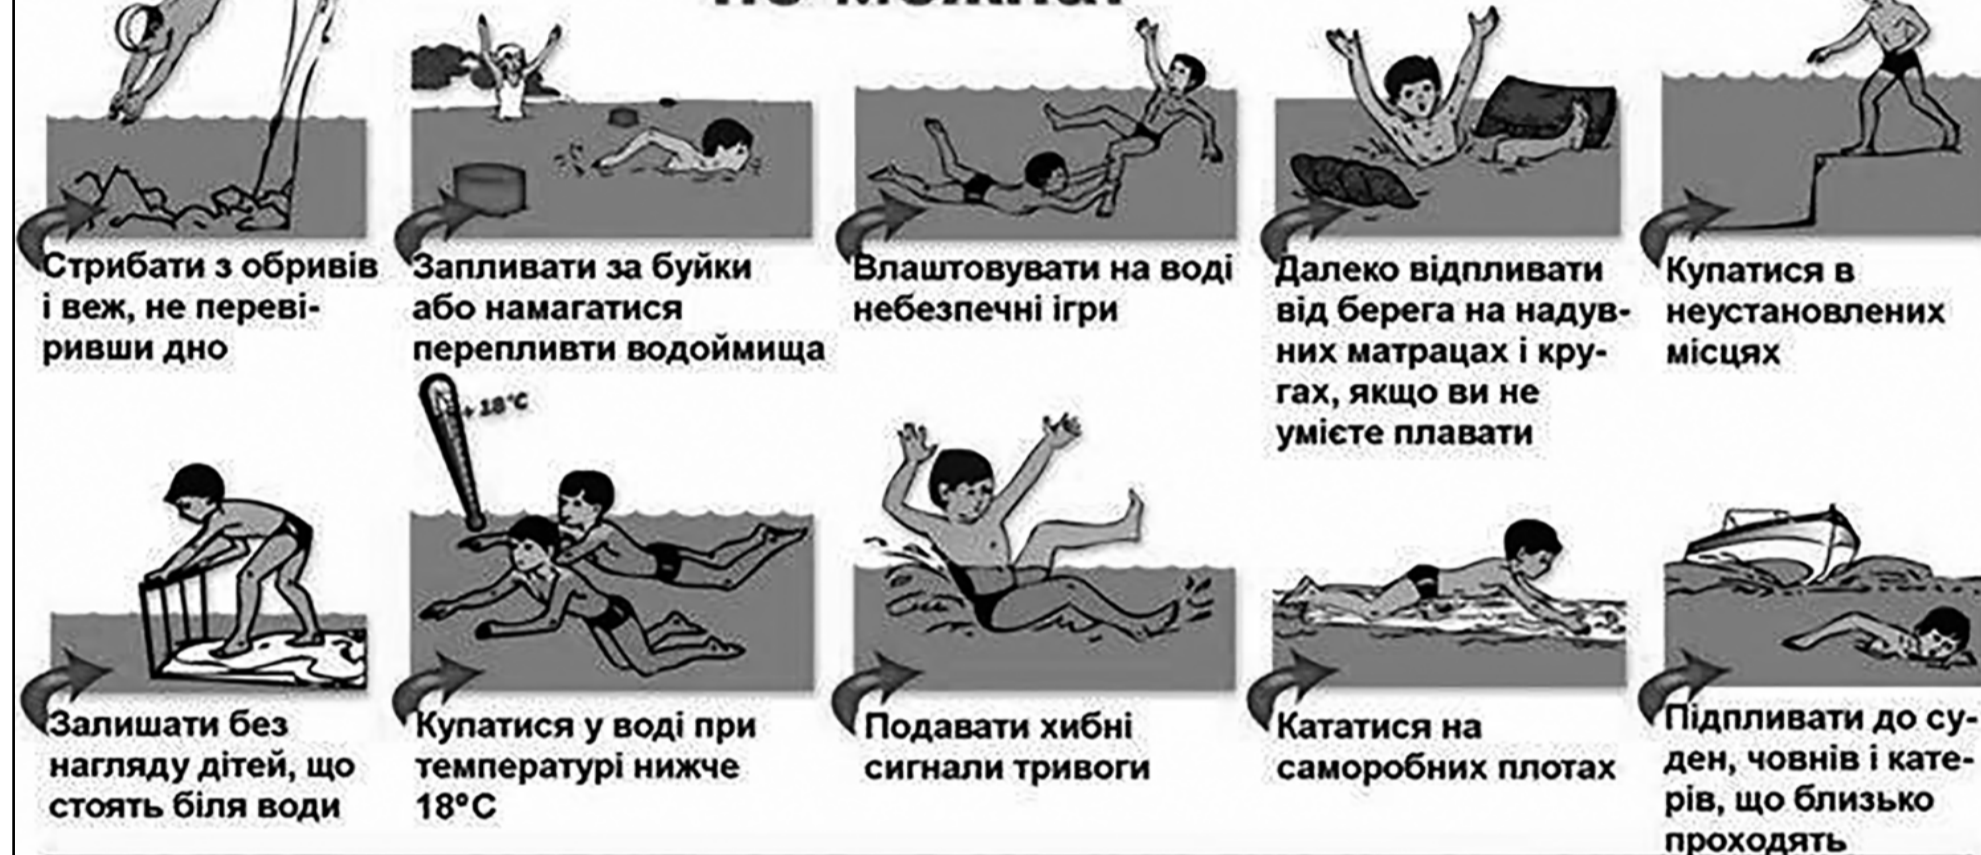 Стрибати з обривів
і веж, не переві-
ривши дно
Запливати за буйки
або намагатися
перепливти водоймища
Влаштовувати на воді
небезпечні ігри
Далеко відпливати
від берега на надув-
них матрацах і кру-
гах, якщо ви не
умієте плавати
Купатися в
неустановлених
місцях
+ 18°C
Залишати без
нагляду дітей, що
стоять біля води
Купатися у воді при
температурі нижче
18°С
Подавати хибні
сигнали тривоги
Кататися на
саморобних плотах
Підпливати до су-
ден, човнів і кате-
рів, що близько
проходять